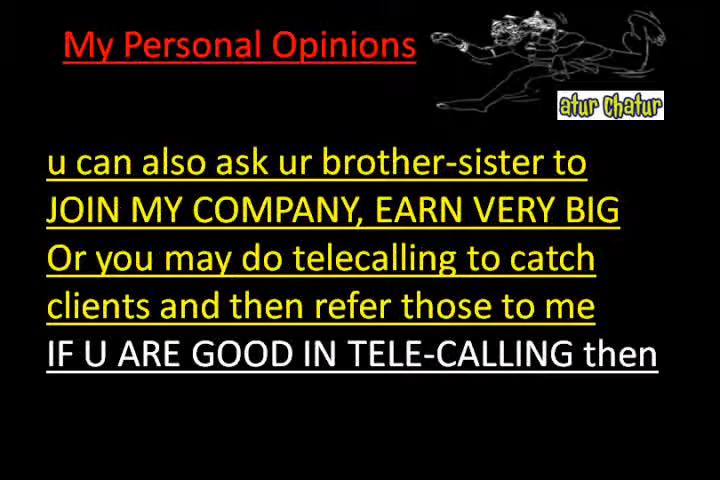 My Personal Opinions
atur chatur
u can also ask ur brother-sister to
JOIN MY COMPANY, EARN VERY BIG
Or you may do telecalling to catch
clients and then refer those to me
IF U ARE GOOD IN TELE-CALLING then